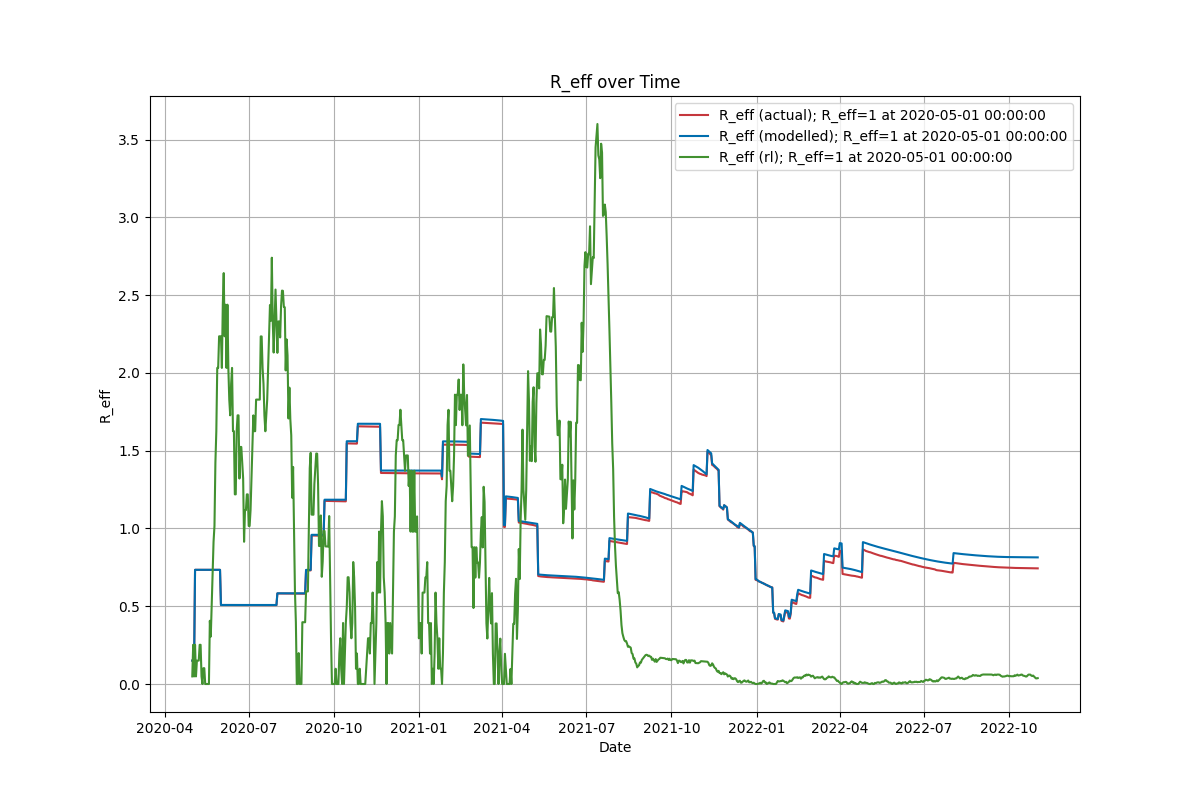 R_eff over Time
R_eff (actual); R_eff=1 at 2020-05-01 00:00:00
R_eff (modelled); R_eff=1 at 2020-05-01 00:00:00
R_eff (rl); R_eff=1 at 2020-05-01 00:00:00
R_eff
3.5
3.0
2.5
2.0
1.5
1.0
0.5
0.0
2020-04 2020-07 2020-10 2021-01 2021-04 2021-07 2021-10 2022-01 2022-04 2022-07 2022-10
Date